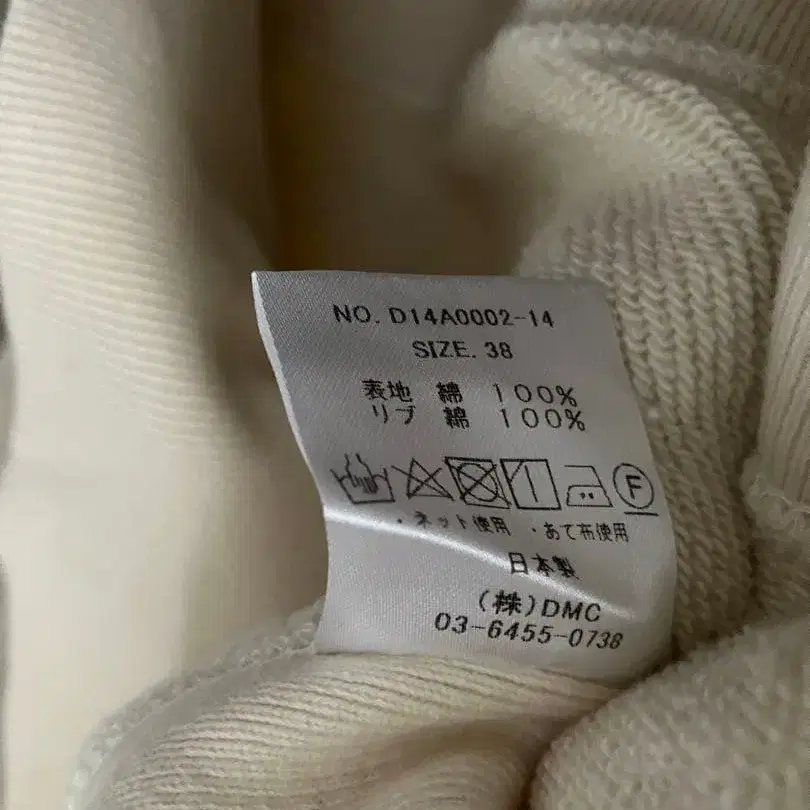 NO. D14A0002-14
SIZE. 38
表地 綿 100%
リブ 綿 100%
F
・ネット使用 ・あて布使用
日本製
(株)DMC
03-6455-0738